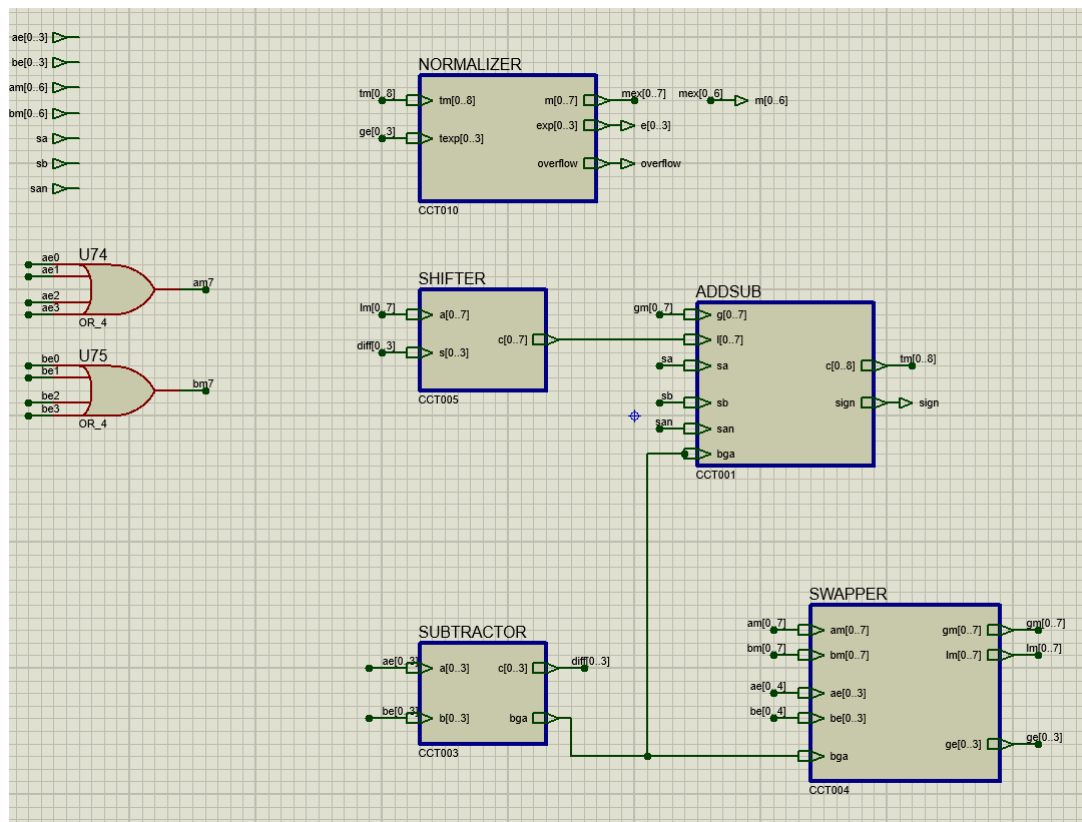 ae[0..3]
be[0..3]
am[0..6]
bm[0..6]
sa
sb
san
NORMALIZER
tm[0..8]
tm[0..8]
m[0..7]
mex[0..7]
mex[0..6]
m[0..6]
ge[0..3]
texp[0..3]
exp[0..3]
e[0..3]
overflow
overflow
CCT010
U74
ae0
ae1
ae2
ae3
am7
OR_4
U75
be0
be1
be2
be3
bm7
OR_4
SHIFTER
lm[0..7]
a[0..7]
diff[0..3]
s[0..3]
c[0..7]
CCT005
ADDSUB
gm[0..7]
g[0..7]
l[0..7]
sa
sa
sb
sb
san
san
bga
c[0..8]
tm[0..8]
sign
sign
CCT001
SUBTRACTOR
ae[0..3]
a[0..3]
c[0..3]
diff[0..3]
be[0..3]
b[0..3]
bga
CCT003
SWAPPER
am[0..7]
am[0..7]
gm[0..7]
gm[0..7]
bm[0..7]
bm[0..7]
lm[0..7]
lm[0..7]
ae[0..4]
ae[0..3]
be[0..4]
be[0..3]
ge[0..3]
ge[0..3]
bga
CCT004